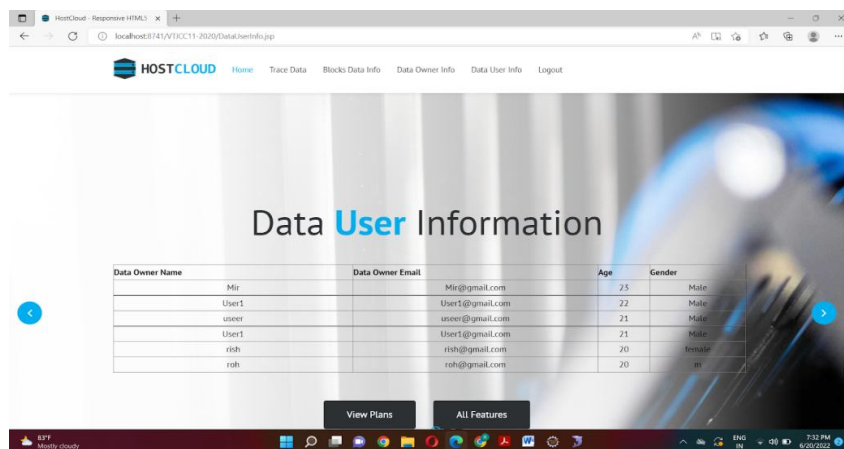 HostCloud - Responsive HTML5
localhost:8741/VTJCC11-2020/DataUserInfo.jsp
HOSTCLOUD Home Trace Data Blocks Data Info Data Owner Info Data User Info Logout
Data User Information
Data Owner Name Data Owner Email Age Gender
Mir Mir@gmail.com 23 Male
User1 User1@gmail.com 22 Male
useer useer@gmail.com 21 Male
User1 User1@gmail.com 21 Male
rish rish@gmail.com 20 female
roh roh@gmail.com 20 m
View Plans All Features
83°F
Mostly cloudy
ENG
IN
7:32 PM
6/20/2022